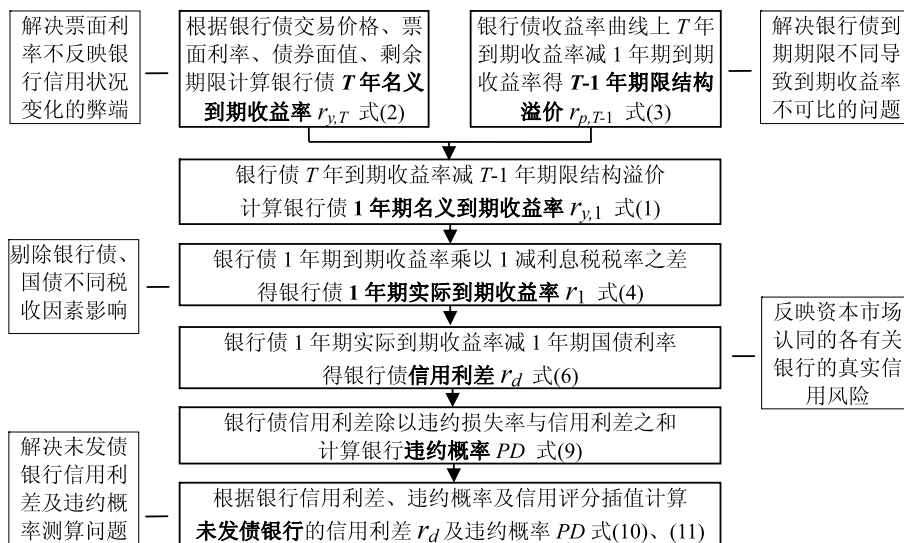 解决票面利
率不反映银
行信用状况
变化的弊端
根据银行债交易价格、票
面利率、债券面值、剩余
期限计算银行债 T 年名义
到期收益率 r_{y,T} 式(2)
银行债收益率曲线上 T 年
到期收益率减 1 年期到期
收益率得 T-1 年期限结构
溢价 r_{p,T-1} 式(3)
解决银行债到
期期限不同导
致到期收益率
不可比的问题
银行债 T 年到期收益率减 T-1 年期限结构溢价
计算银行债 1 年期名义到期收益率 r_{y,1} 式(1)
剔除银行债、
国债不同税
收因素影响
银行债 1 年期到期收益率乘以 1 减利息税税率之差
得银行债 1 年期实际到期收益率 r_1 式(4)
银行债 1 年期实际到期收益率减 1 年期国债利率
得银行债信用利差 r_d 式(6)
反映资本市场
认同的各有关
银行的真实信
用风险
银行债信用利差除以违约损失率与信用利差之和
计算银行违约概率 PD 式(9)
解决未发债
银行信用利
差及违约概
率测算问题
根据银行信用利差、违约概率及信用评分插值计算
未发债银行的信用利差 r_d 及违约概率 PD 式(10)、(11)